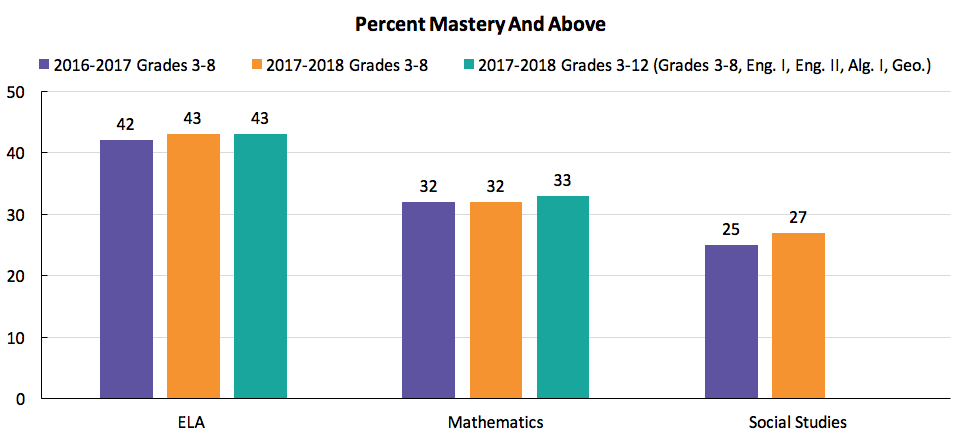 Percent Mastery And Above
2016-2017 Grades 3-8 2017-2018 Grades 3-8 2017-2018 Grades 3-12 (Grades 3-8, Eng. I, Eng. II, Alg. I, Geo.)
50
40
30
20
10
0
42 43 43
32 32 33
25 27
ELA Mathematics Social Studies